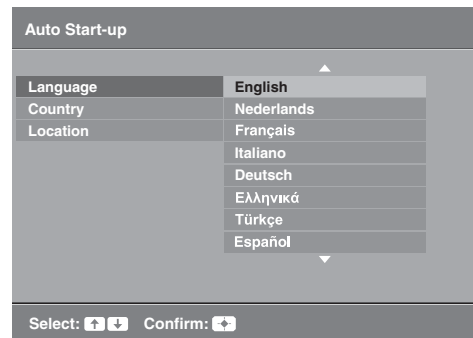 Auto Start-up
Language
Country
Location
English
Nederlands
Français
Italiano
Deutsch
Ελληνικά
Türkçe
Español
Select: Confirm: